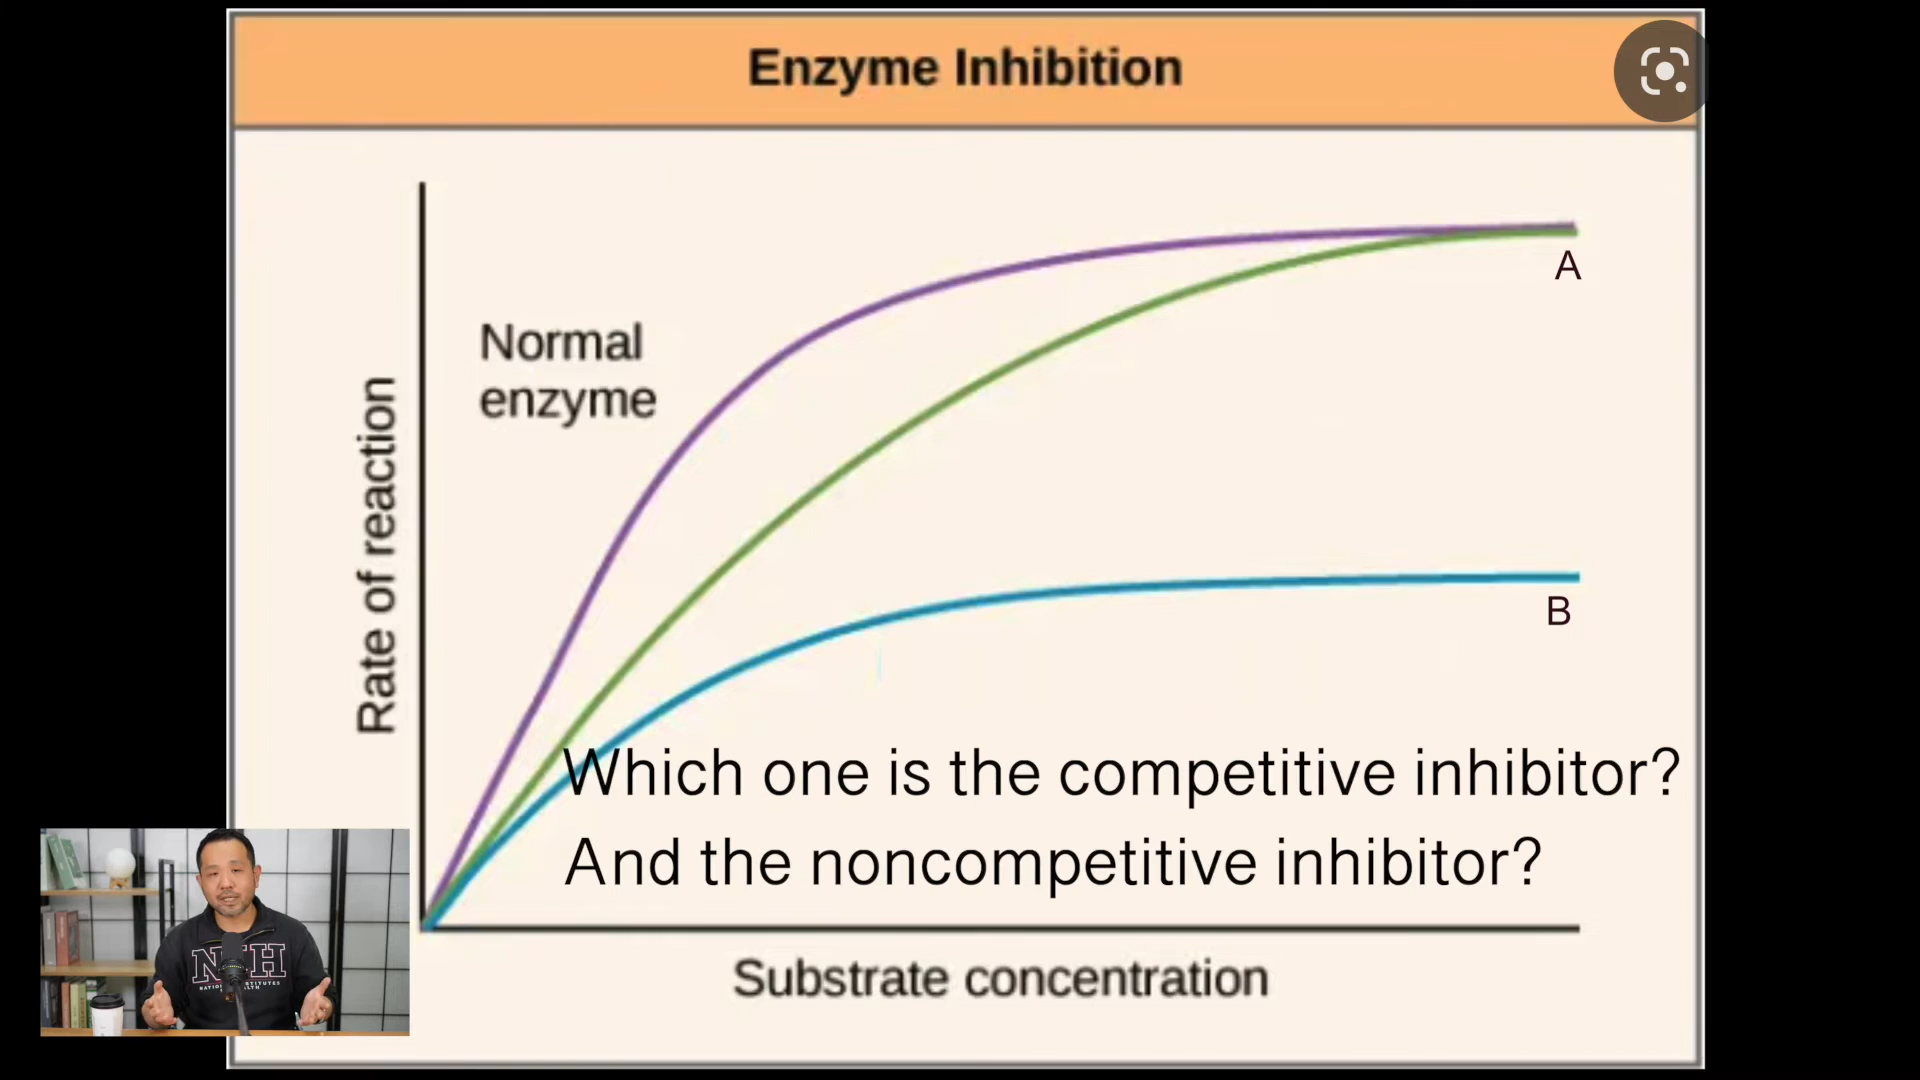 Enzyme Inhibition
Normal
enzyme
A
B
Rate of reaction
Which one is the competitive inhibitor?
And the noncompetitive inhibitor?
Substrate concentration